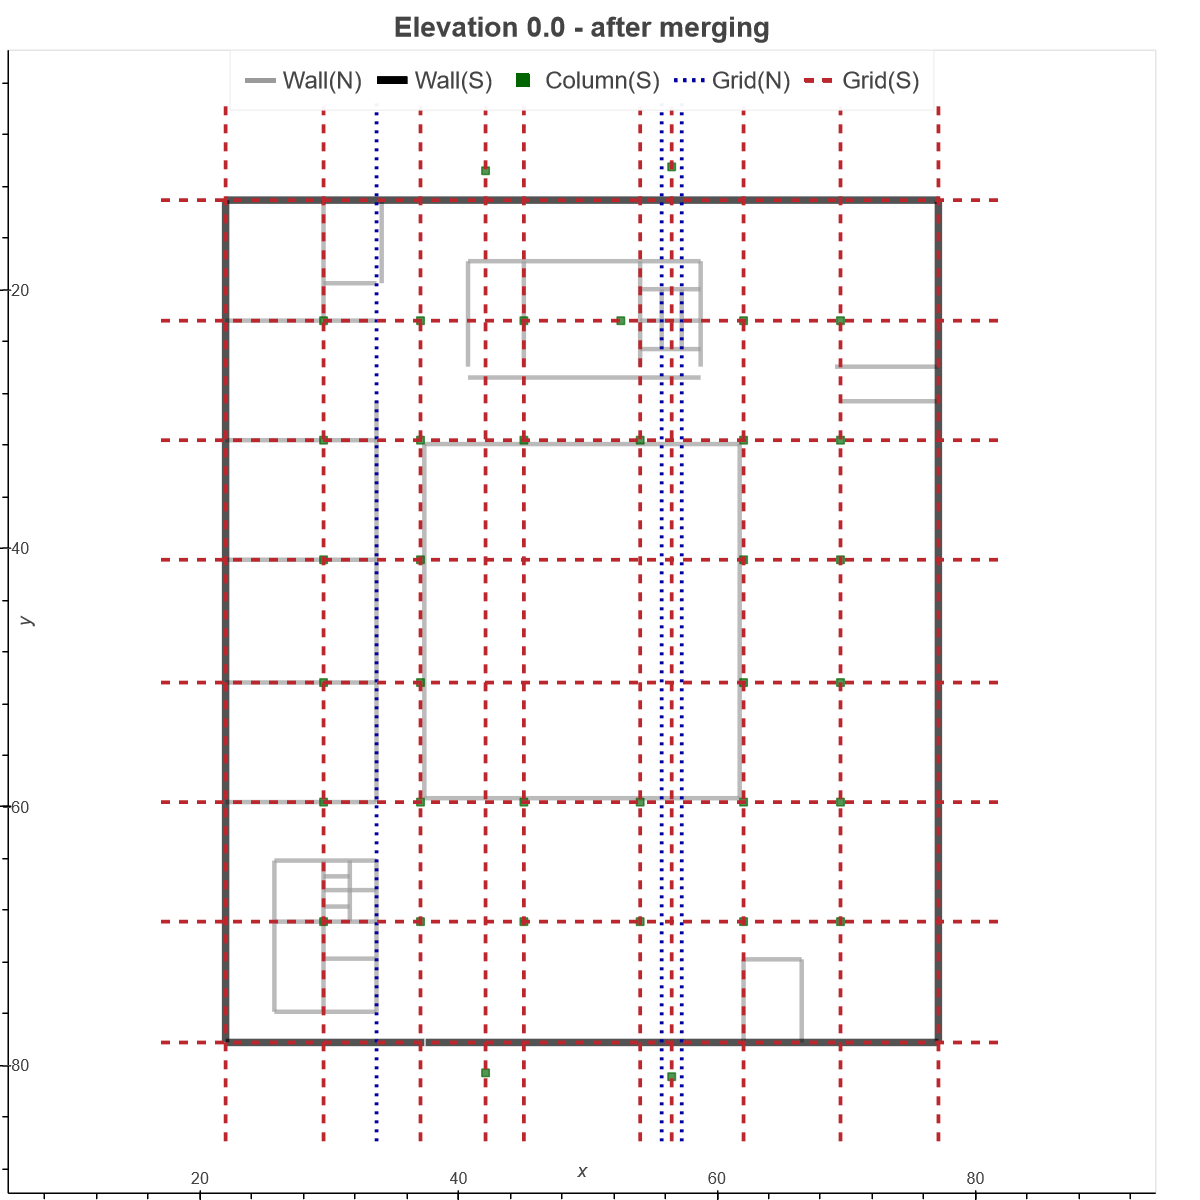 Elevation 0.0 - after merging
Wall(N) Wall(S) Column(S) Grid(N) Grid(S)
20
40
y
60
80
x
20 40 60 80